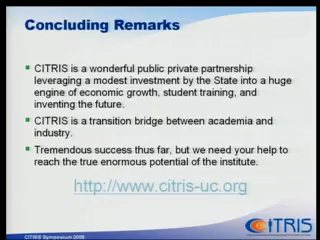 Concluding Remarks
CITRIS is a wonderful public private partnership
leveraging a modest investment by the State into a huge
engine of economic growth, student training, and
inventing the future.
CITRIS is a transition bridge between academia and
industry.
Tremendous success thus far, but we need your help to
reach the true enormous potential of the institute.
http://www.citris-uc.org
CITRIS
CITRIS Symposium